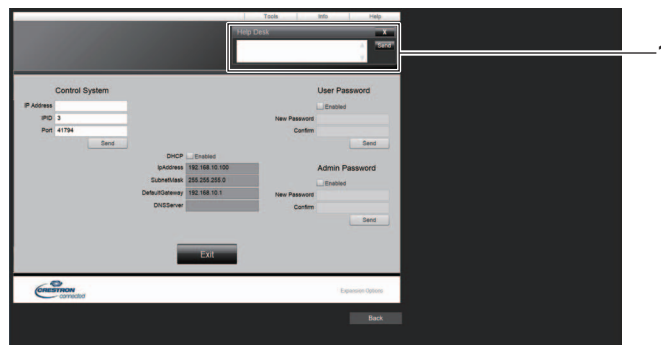 Tools Info Help
Help Desk X
Send
Control System
IP Address
IPID 3
Port 41794
Send
User Password
Enabled
New Password
Confirm
Send
DHCP Enabled
IpAddress 192.168.10.100
SubnetMask 255.255.255.0
DefaultGateway 192.168.10.1
DNSServer
Admin Password
Enabled
New Password
Confirm
Send
Exit
CRESTRON
connected
Expansion Options
Back